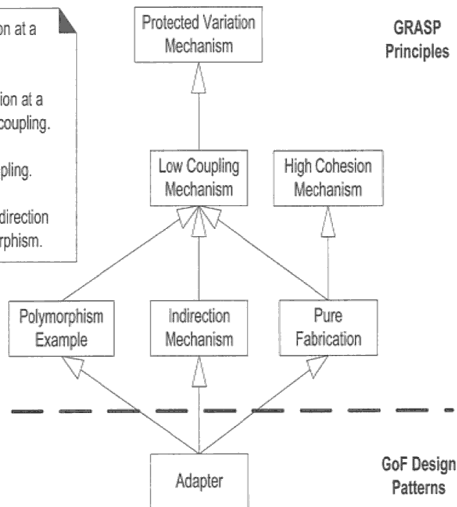 on at a
ion at a
coupling.
pling.
direction
rphism.
Protected Variation
Mechanism
GRASP
Principles
Low Coupling
Mechanism
High Cohesion
Mechanism
Polymorphism
Example
Indirection
Mechanism
Pure
Fabrication
Adapter
GoF Design
Patterns